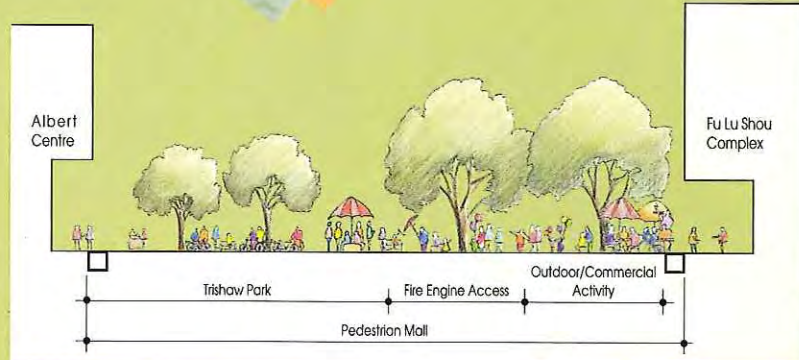 Albert
Centre
Fu Lu Shou
Complex
Trishaw Park
Fire Engine Access
Outdoor/Commercial
Activity
Pedestrian Mall